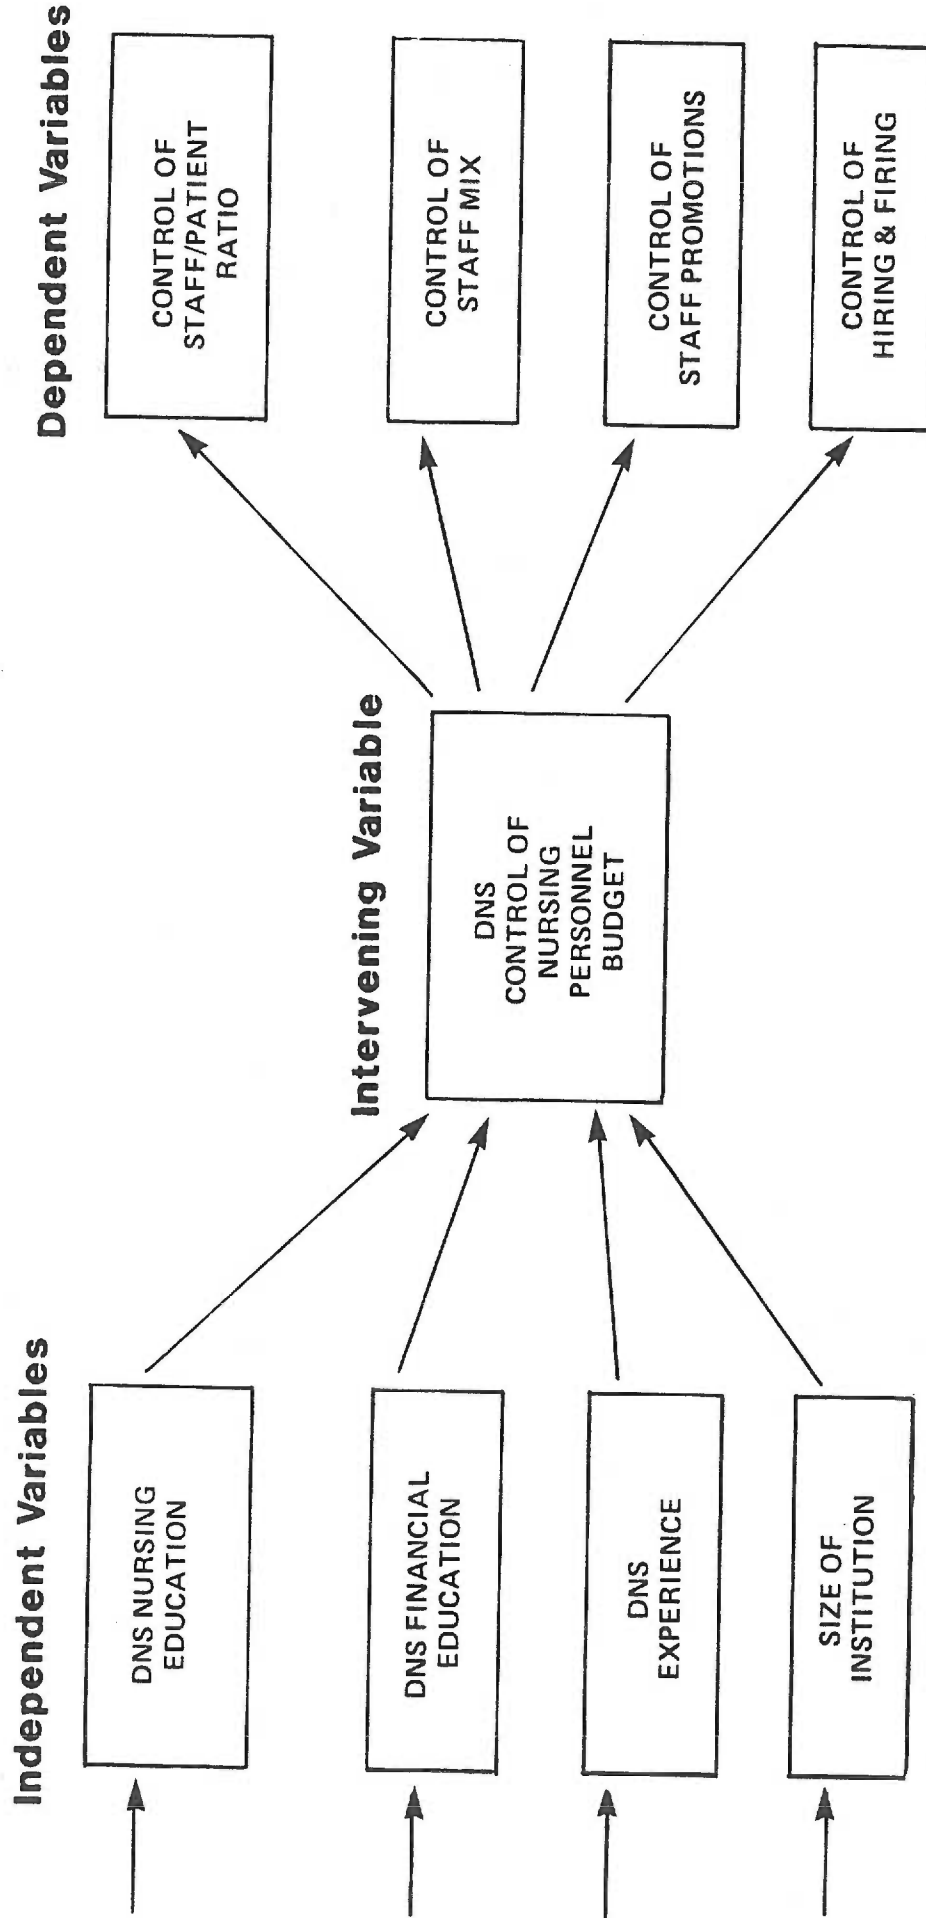 Independent Variables
DNS NURSING
EDUCATION
DNS FINANCIAL
EDUCATION
DNS
EXPERIENCE
SIZE OF
INSTITUTION
Intervening Variable
DNS
CONTROL OF
NURSING
PERSONNEL
BUDGET
Dependent Variables
CONTROL OF
STAFF/PATIENT
RATIO
CONTROL OF
STAFF MIX
CONTROL OF
STAFF PROMOTIONS
CONTROL OF
HIRING & FIRING